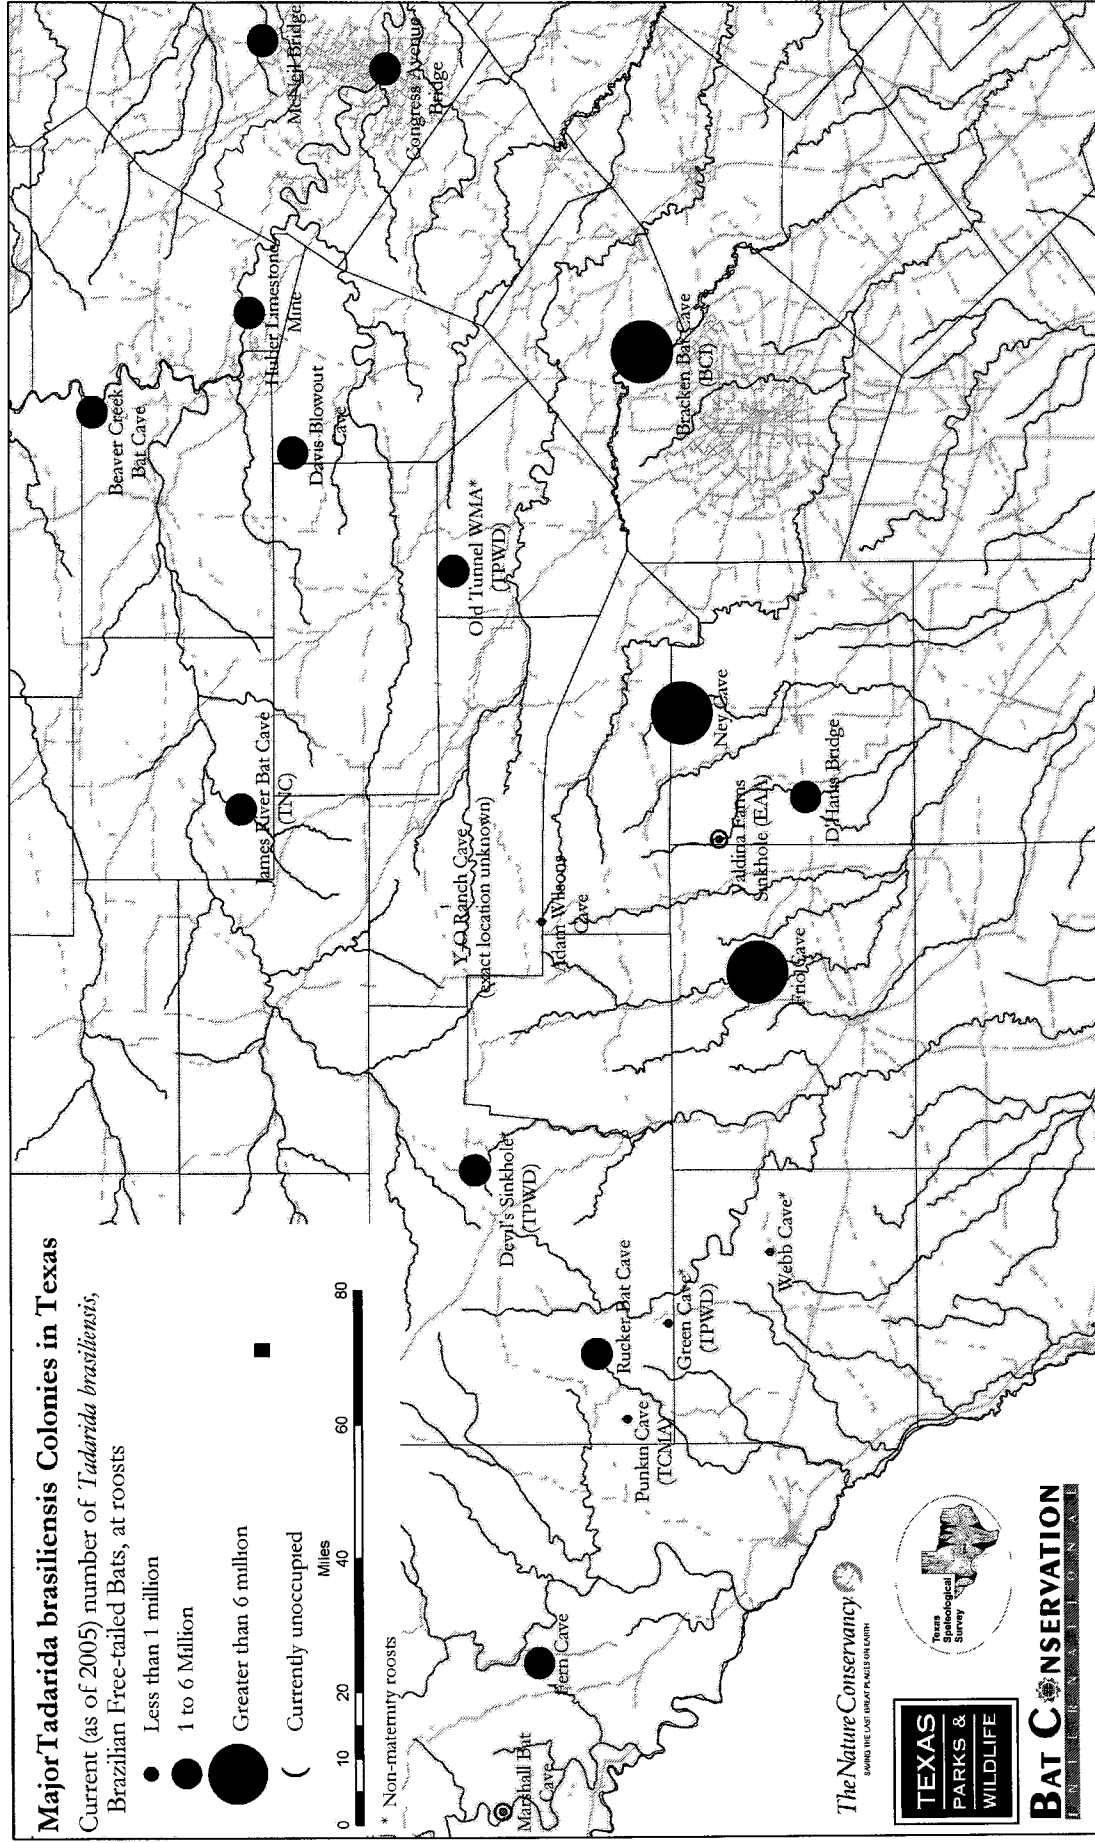 Major Tadarida brasiliensis Colonies in Texas
Current (as of 2005) number of Tadarida brasiliensis,
Brazilian Free-tailed Bats, at roosts
Less than 1 million
1 to 6 Million
Greater than 6 million
Currently unoccupied
Miles
0 10 20 40 60 80
* Non-maternity roosts
McNeil Bridge
Congress Avenue
Bridge
Huber Limestone
Mine
Beaver Creek
Bat Cave
Davis Blowout
Cave
Old Tunnel WMA*
(TPWD)
Bracken Bat Cave
(BCI)
James River Bat Cave
(TNC)
Y-O Ranch Cave
(exact location unknown)
Adam Wilsons
Cave
Ney Cave
Valdina Farms
Sinkhole (EAA)
D'Hanis Bridge
Frio Cave
Devil's Sinkhole*
(TPWD)
Rucker Bat Cave
Green Cave*
(TPWD)
Webb Cave*
Punkin Cave
(TCMA)
Fern Cave
Marshall Bat
Cave
The Nature Conservancy
SAVING THE LAST GREAT PLACES ON EARTH
Texas
Speleological
Survey
TEXAS
PARKS &
WILDLIFE
BAT CONSERVATION
INTERNATIONAL